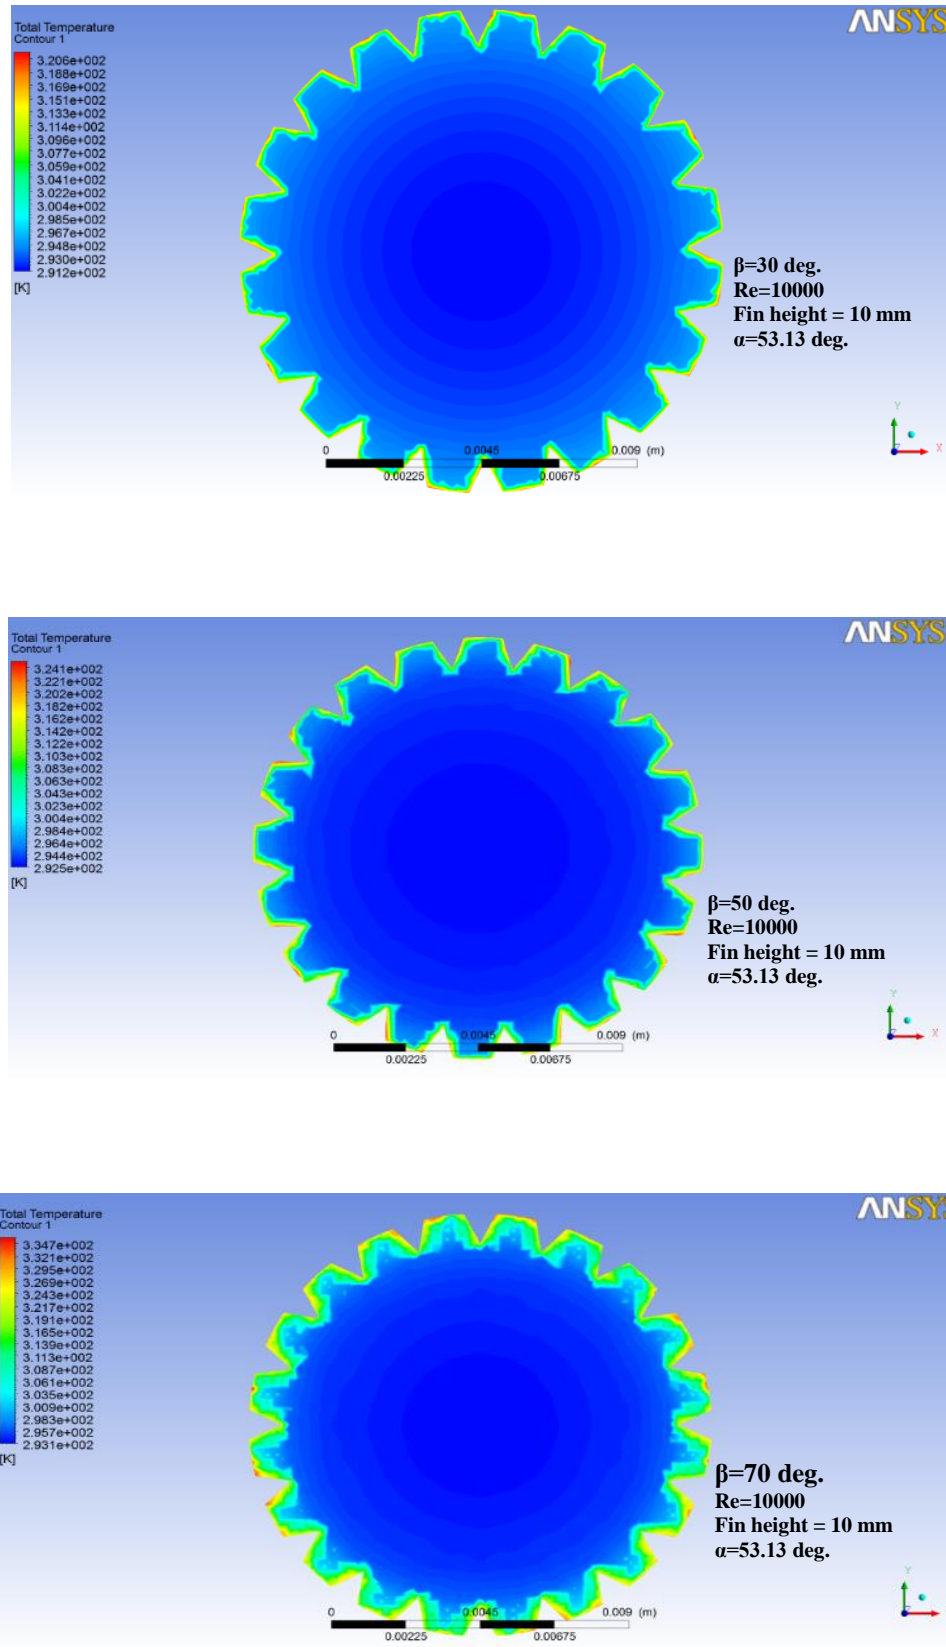 Total Temperature
Contour 1
ANSYS
3.206e+002
3.188e+002
3.169e+002
3.151e+002
3.133e+002
3.114e+002
3.096e+002
3.077e+002
3.059e+002
3.041e+002
3.022e+002
3.004e+002
2.985e+002
2.967e+002
2.948e+002
2.930e+002
2.912e+002
[K]
β=30 deg.
Re=10000
Fin height = 10 mm
α=53.13 deg.
Y
X
0 0.0045 0.009 (m)
0.00225 0.00675
Total Temperature
Contour 1
ANSYS
3.241e+002
3.221e+002
3.202e+002
3.182e+002
3.162e+002
3.142e+002
3.122e+002
3.103e+002
3.083e+002
3.063e+002
3.043e+002
3.023e+002
3.004e+002
2.984e+002
2.964e+002
2.944e+002
2.925e+002
[K]
β=50 deg.
Re=10000
Fin height = 10 mm
α=53.13 deg.
Y
X
0 0.0045 0.009 (m)
0.00225 0.00675
Total Temperature
Contour 1
ANSYS
3.347e+002
3.321e+002
3.295e+002
3.269e+002
3.243e+002
3.217e+002
3.191e+002
3.165e+002
3.139e+002
3.113e+002
3.087e+002
3.061e+002
3.035e+002
3.009e+002
2.983e+002
2.957e+002
2.931e+002
[K]
β=70 deg.
Re=10000
Fin height = 10 mm
α=53.13 deg.
Y
0 0.0045 0.009 (m)
0.00225 0.00675